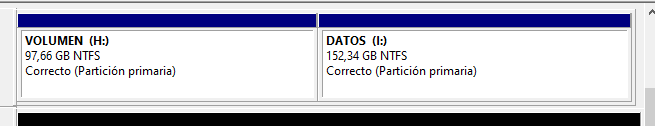 VOLUMEN (H:)
97,66 GB NTFS
Correcto (Partición primaria)
DATOS (I:)
152,34 GB NTFS
Correcto (Partición primaria)